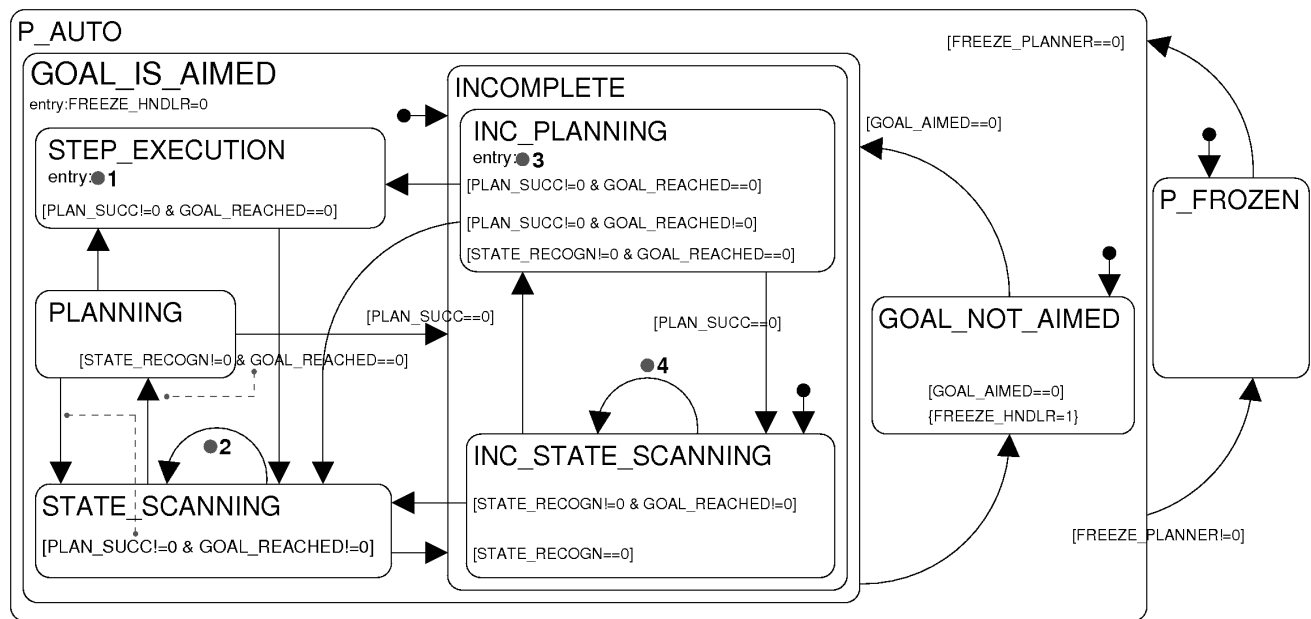 P_AUTO
[FREEZE_PLANNER==0]
GOAL_IS_AIMED
entry:FREEZE_HNDLR=0
INCOMPLETE
STEP_EXECUTION
entry:1
[PLAN_SUCC!=0 & GOAL_REACHED==0]
INC_PLANNING
entry:3
[PLAN_SUCC!=0 & GOAL_REACHED==0]
[PLAN_SUCC!=0 & GOAL_REACHED!=0]
[STATE_RECOGN!=0 & GOAL_REACHED==0]
[GOAL_AIMED==0]
P_FROZEN
PLANNING
[PLAN_SUCC==0]
[STATE_RECOGN!=0 & GOAL_REACHED==0]
[PLAN_SUCC==0]
4
GOAL_NOT_AIMED
[GOAL_AIMED==0]
{FREEZE_HNDLR=1}
2
STATE_SCANNING
[PLAN_SUCC!=0 & GOAL_REACHED!=0]
INC_STATE_SCANNING
[STATE_RECOGN!=0 & GOAL_REACHED!=0]
[STATE_RECOGN==0]
[FREEZE_PLANNER!=0]